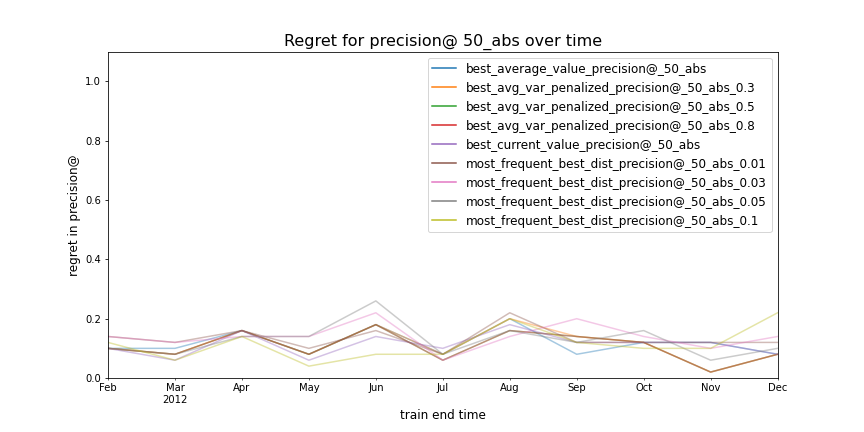 Regret for precision@ 50_abs over time
best_average_value_precision@_50_abs
best_avg_var_penalized_precision@_50_abs_0.3
best_avg_var_penalized_precision@_50_abs_0.5
best_avg_var_penalized_precision@_50_abs_0.8
best_current_value_precision@_50_abs
most_frequent_best_dist_precision@_50_abs_0.01
most_frequent_best_dist_precision@_50_abs_0.03
most_frequent_best_dist_precision@_50_abs_0.05
most_frequent_best_dist_precision@_50_abs_0.1
regret in precision@
1.0
0.8
0.6
0.4
0.2
0.0
Feb Mar Apr May Jun Jul Aug Sep Oct Nov Dec
2012
train end time